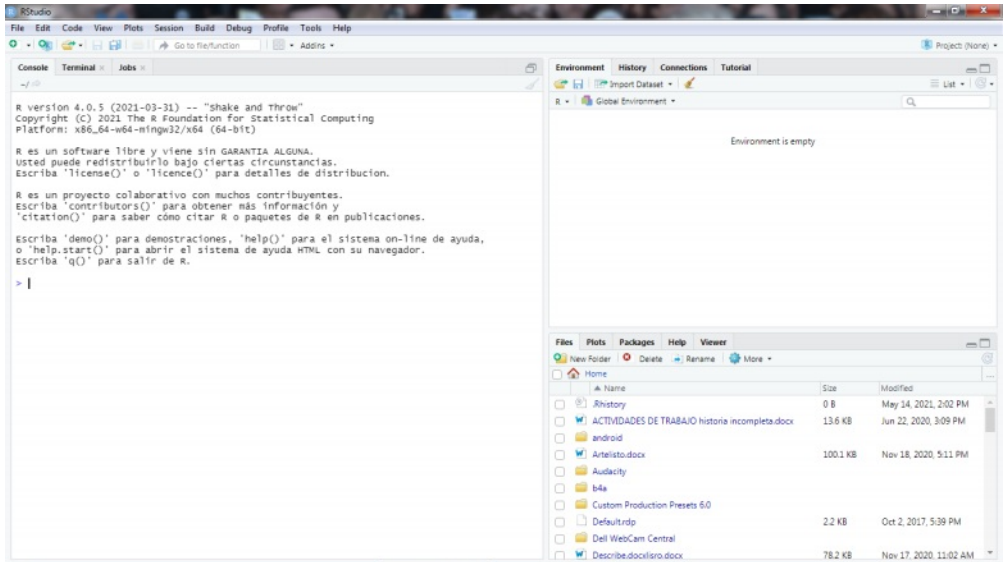 RStudio
File Edit Code View Plots Session Build Debug Profile Tools Help
Go to file/function Addins Project: (None)
Console Terminal Jobs
~/
R version 4.0.5 (2021-03-31) -- "Shake and Throw"
Copyright (C) 2021 The R Foundation for Statistical Computing
Platform: x86_64-w64-mingw32/x64 (64-bit)
R es un software libre y viene sin GARANTIA ALGUNA.
Usted puede redistribuirlo bajo ciertas circunstancias.
Escriba 'license()' o 'licence()' para detalles de distribucion.
R es un proyecto colaborativo con muchos contribuyentes.
Escriba 'contributors()' para obtener más información y
'citation()' para saber cómo citar R o paquetes de R en publicaciones.
Escriba 'demo()' para demostraciones, 'help()' para el sistema on-line de ayuda,
o 'help.start()' para abrir el sistema de ayuda HTML con su navegador.
Escriba 'q()' para salir de R.
>
Environment History Connections Tutorial
Import Dataset List
R Global Environment
Environment is empty
Files Plots Packages Help Viewer
New Folder Delete Rename More
Home
Name Size Modified
.Rhistory 0 B May 14, 2021, 2:02 PM
ACTIVIDADES DE TRABAJO historia incompleta.docx 13.6 KB Jun 22, 2020, 3:09 PM
android
Artelisto.docx 100.1 KB Nov 18, 2020, 5:11 PM
Audacity
b4a
Custom Production Presets 6.0
Default.rdp 2.2 KB Oct 2, 2017, 5:39 PM
Dell WebCam Central
Describe.docxlisro.docx 78.2 KB Nov 17, 2020, 11:02 AM